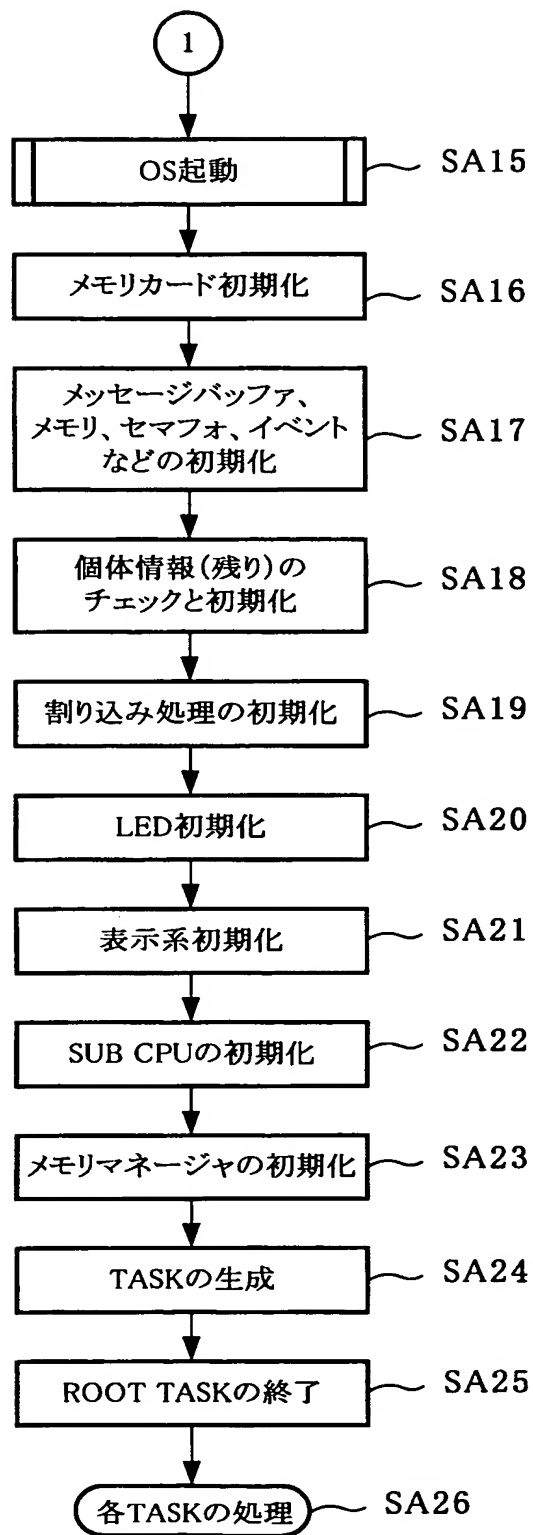 1
OS起動
SA15
メモリカード初期化
SA16
メッセージバッファ、
メモリ、セマフォ、イベント
などの初期化
SA17
個体情報(残り)の
チェックと初期化
SA18
割り込み処理の初期化
SA19
LED初期化
SA20
表示系初期化
SA21
SUB CPUの初期化
SA22
メモリマネージャの初期化
SA23
TASKの生成
SA24
ROOT TASKの終了
SA25
各TASKの処理
SA26